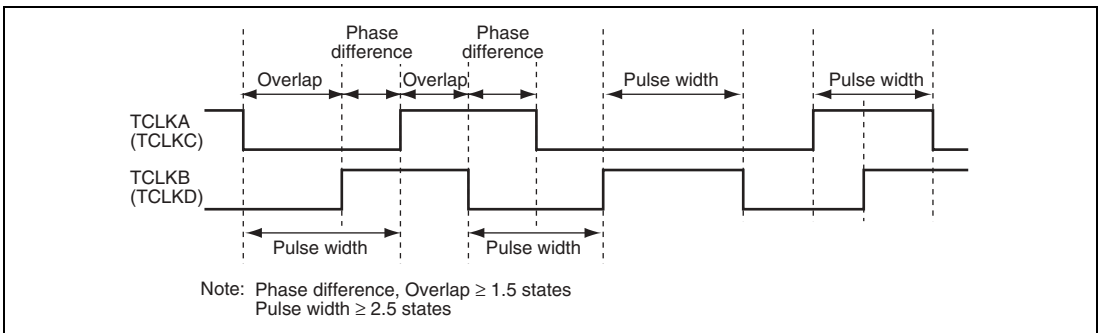 Phase
difference
Phase
difference
Overlap
Overlap
Pulse width
Pulse width
TCLKA
(TCLKC)
TCLKB
(TCLKD)
Pulse width
Pulse width
Note: Phase difference, Overlap ≥ 1.5 states
Pulse width ≥ 2.5 states